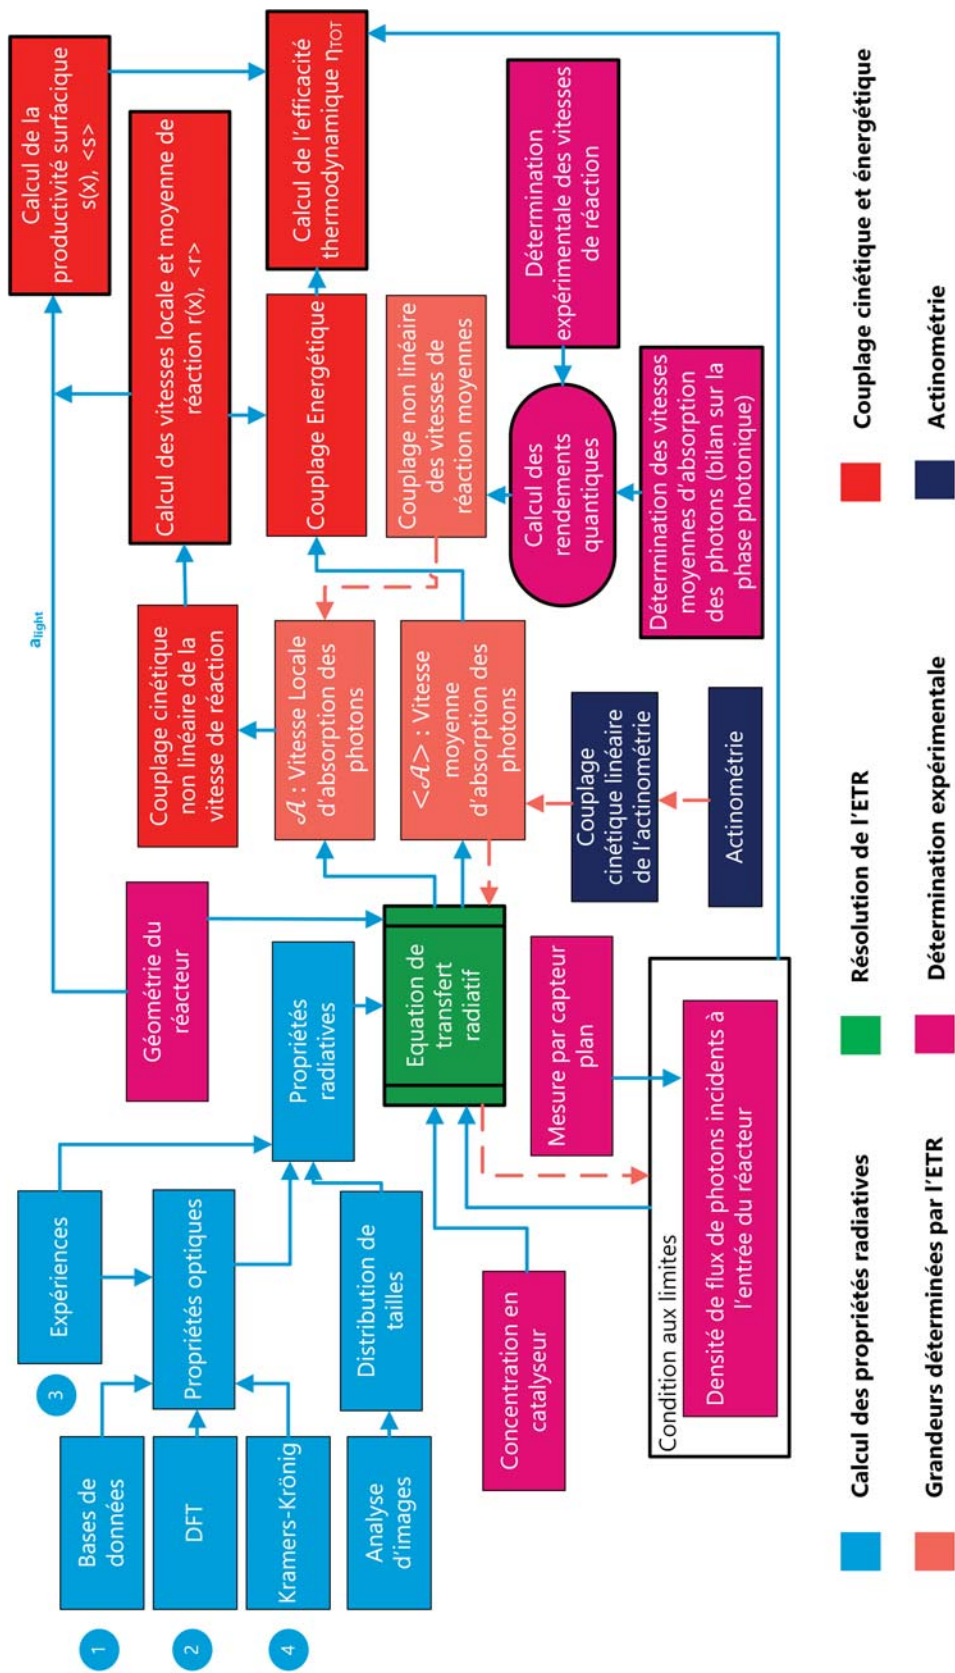 1
Bases de
données
2
DFT
4
Kramers-Krönig
Analyse
d'images
3
Expériences
Propriétés optiques
Distribution de
tailles
Propriétés
radiatives
Géométrie du
réacteur
Concentration en
catalyseur
Equation de
transfert
radiatif
Mesure par capteur
plan
Condition aux limites
Densité de flux de photons incidents à
l'entrée du réacteur
a light
Couplage cinétique
non linéaire de la
vitesse de réaction
𝒜 : Vitesse Locale
d'absorption des
photons
<𝒜> : Vitesse
moyenne
d'absorption des
photons
Couplage
cinétique linéaire
de l'actinométrie
Actinométrie
Calcul de la
productivité surfacique
s(x), <s>
Calcul des vitesses locale et moyenne de
réaction r(x), <r>
Couplage Energétique
Calcul de l'efficacité
thermodynamique ηTOT
Couplage non linéaire
des vitesses de
réaction moyennes
Calcul des
rendements
quantiques
Détermination
expérimentale des vitesses
de réaction
Détermination des vitesses
moyennes d'absorption
des photons (bilan sur la
phase photonique)
Calcul des propriétés radiatives
Résolution de l'ETR
Couplage cinétique et énergétique
Grandeurs déterminées par l'ETR
Détermination expérimentale
Actinométrie